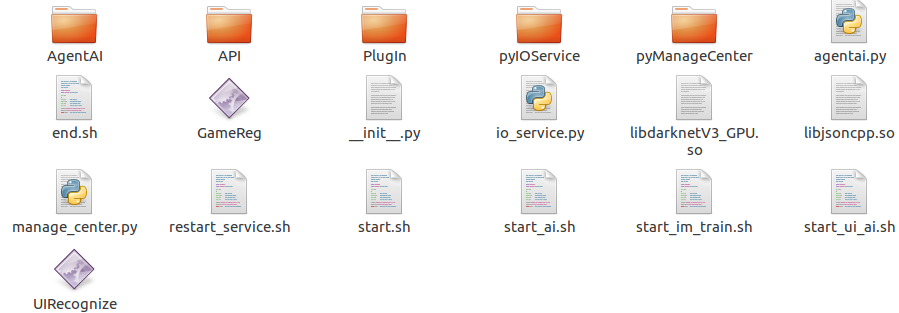 AgentAI
API
PlugIn
pyIOService
pyManageCenter
agentai.py
end.sh
GameReg
__init__.py
io_service.py
libdarknetV3_GPU.
so
libjsoncpp.so
manage_center.py
restart_service.sh
start.sh
start_ai.sh
start_im_train.sh
start_ui_ai.sh
UIRecognize